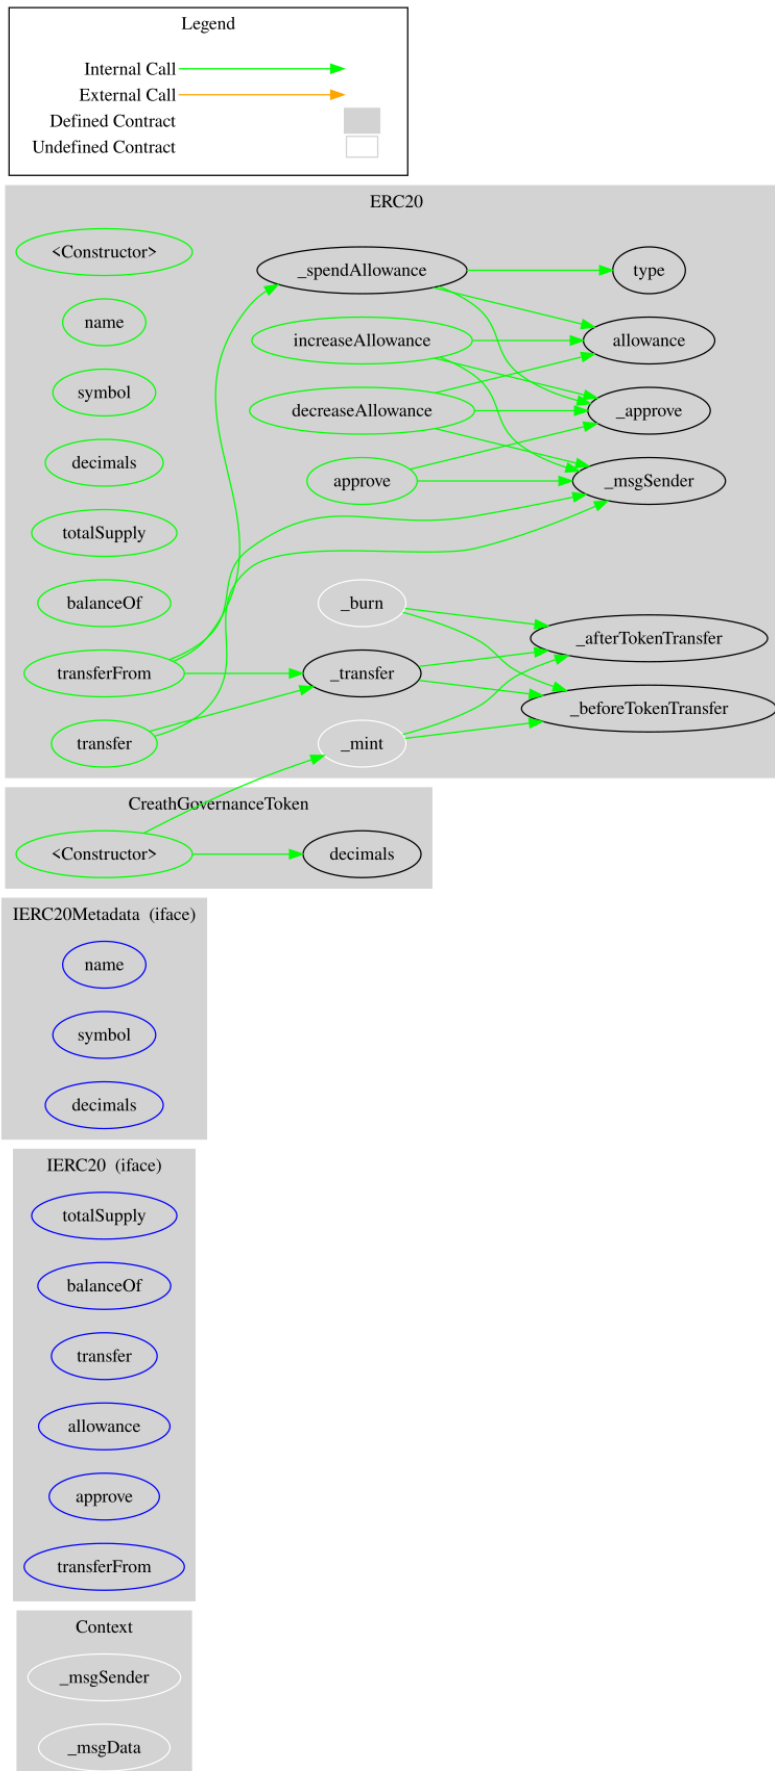 Legend
Internal Call
External Call
Defined Contract
Undefined Contract
ERC20
<Constructor>
name
symbol
decimals
totalSupply
balanceOf
transferFrom
transfer
_spendAllowance
increaseAllowance
decreaseAllowance
approve
_burn
_transfer
_mint
type
allowance
_approve
_msgSender
_afterTokenTransfer
_beforeTokenTransfer
CreathGovernanceToken
<Constructor>
decimals
IERC20Metadata (iface)
name
symbol
decimals
IERC20 (iface)
totalSupply
balanceOf
transfer
allowance
approve
transferFrom
Context
_msgSender
_msgData